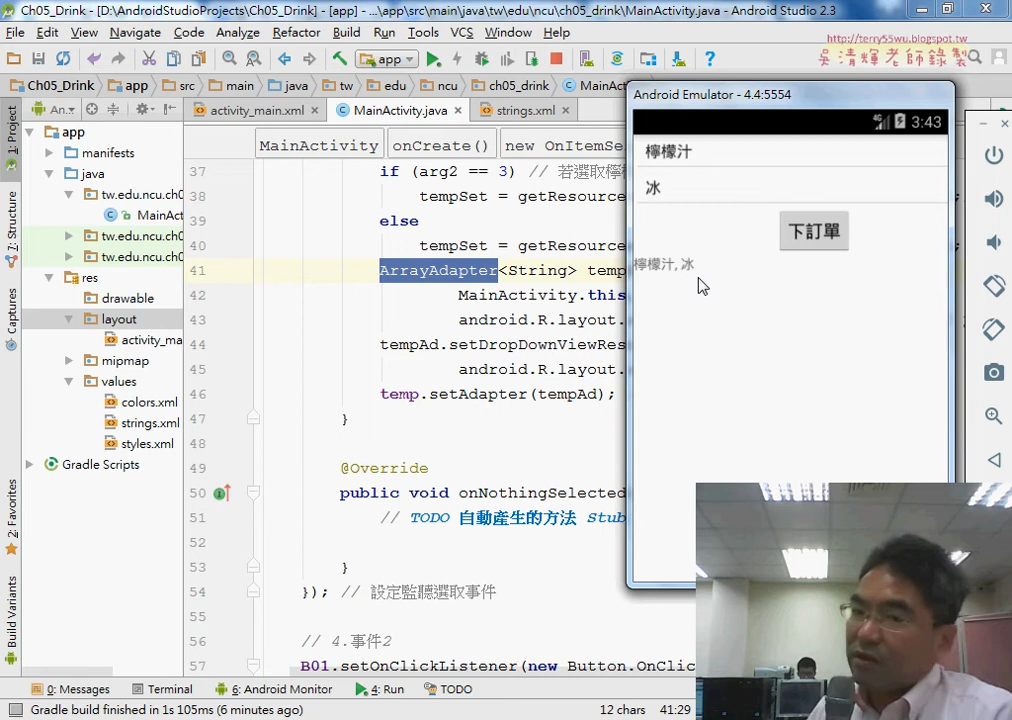 Ch05_Drink - [D:\AndroidStudioProjects\Ch05_Drink] - [app] - ...\app\src\main\java\tw\edu\ncu\ch05_drink\MainActivity.java - Android Studio 2.3
File Edit View Navigate Code Analyze Refactor Build Run Tools VCS Window Help
http://terry55wu.blogspot.tw
吳清輝老師錄製
app
Ch05_Drink app src main java tw edu ncu ch05_drink MainActi
An... activity_main.xml MainActivity.java strings.xml
Android Emulator - 4.4:5554
4G 3:43
檸檬汁
冰
下訂單
檸檬汁, 冰
1: Project
7: Structure
Captures
2: Favorites
Build Variants
app
manifests
java
tw.edu.ncu.ch0
MainAct
tw.edu.ncu.ch0
tw.edu.ncu.ch0
res
drawable
layout
activity_ma
mipmap
values
colors.xml
strings.xml
styles.xml
Gradle Scripts
MainActivity onCreate() new OnItemSe
37 if (arg2 == 3) // 若選取檸
38 tempSet = getResource
39 else
40 tempSet = getResource
41 ArrayAdapter<String> temp
42 MainActivity.this
43 android.R.layout.
44 tempAd.setDropDownViewRes
45 android.R.layout.
46 temp.setAdapter(tempAd);
47 }
48
49 @Override
50 public void onNothingSelected
51 // TODO 自動產生的方法 Stub
52
53 }
54 }); // 設定監聽選取事件
55
56 // 4.事件2
57 B01.setOnClickListener(new Button.OnClic
0: Messages Terminal 6: Android Monitor 4: Run TODO
Gradle build finished in 1s 105ms (6 minutes ago) 12 chars 41:29